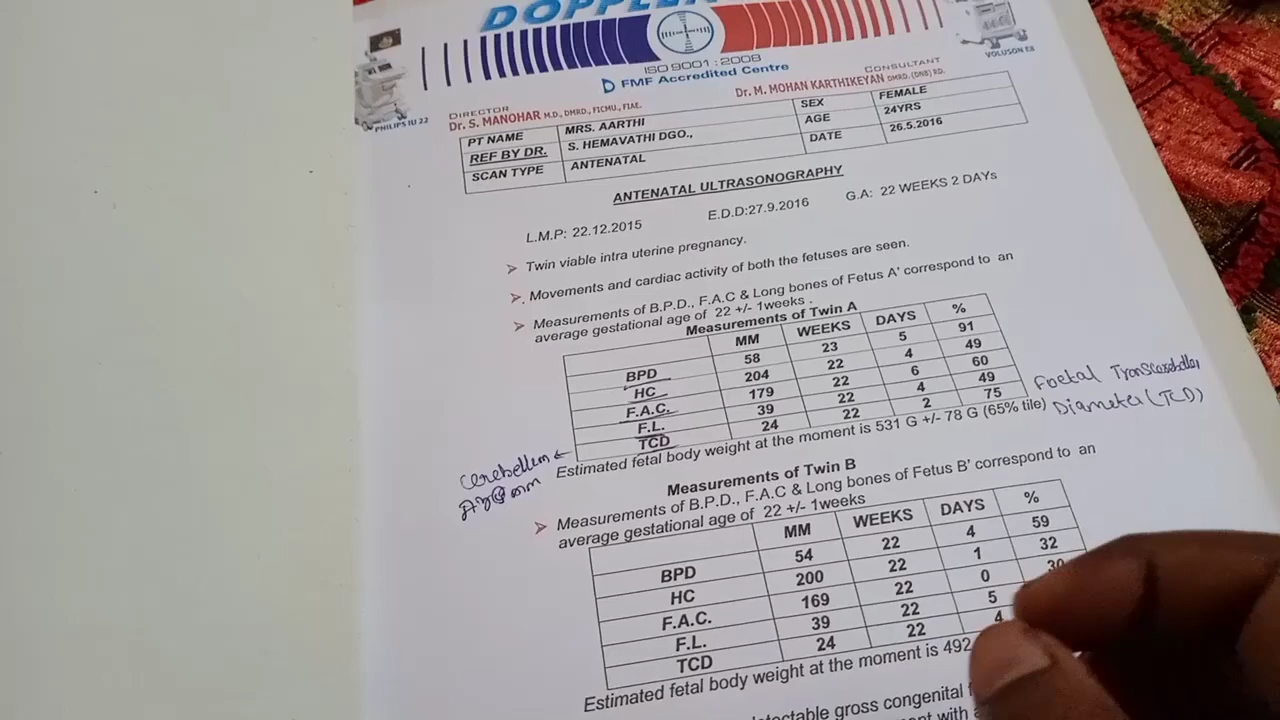 DOPPLER
ISO 9001 : 2008
FMF Accredited Centre
PHILIPS IU 22
VOLUSON E8
DIRECTOR
Dr. S. MANOHAR M.D., DMRD., FICMU., FIAE.
CONSULTANT
Dr. M. MOHAN KARTHIKEYAN DMRD., (DNB) RD.
PT NAME MRS. AARTHI SEX FEMALE
REF BY DR. S. HEMAVATHI DGO., AGE 24YRS
SCAN TYPE ANTENATAL DATE 26.5.2016
ANTENATAL ULTRASONOGRAPHY
L.M.P: 22.12.2015 E.D.D:27.9.2016 G.A: 22 WEEKS 2 DAYs
Twin viable intra uterine pregnancy.
Movements and cardiac activity of both the fetuses are seen.
Measurements of B.P.D., F.A.C & Long bones of Fetus A' correspond to an
average gestational age of 22 +/- 1weeks .
Measurements of Twin A
MM WEEKS DAYS %
BPD 58 23 5 91
HC 204 22 4 49
F.A.C. 179 22 6 60
F.L. 39 22 4 49
TCD 24 22 2 75
Foetal
Diameter (TCD)
Estimated fetal body weight at the moment is 531 G +/- 78 G (65% tile)
Cerebellum
Measurements of Twin B
Measurements of B.P.D., F.A.C & Long bones of Fetus B' correspond to an
average gestational age of 22 +/- 1weeks
MM WEEKS DAYS %
BPD 54 22 4 59
HC 200 22 1 32
F.A.C. 169 22 0 30
F.L. 39 22 5
TCD 24 22 4
Estimated fetal body weight at the moment is 492
gross congenital